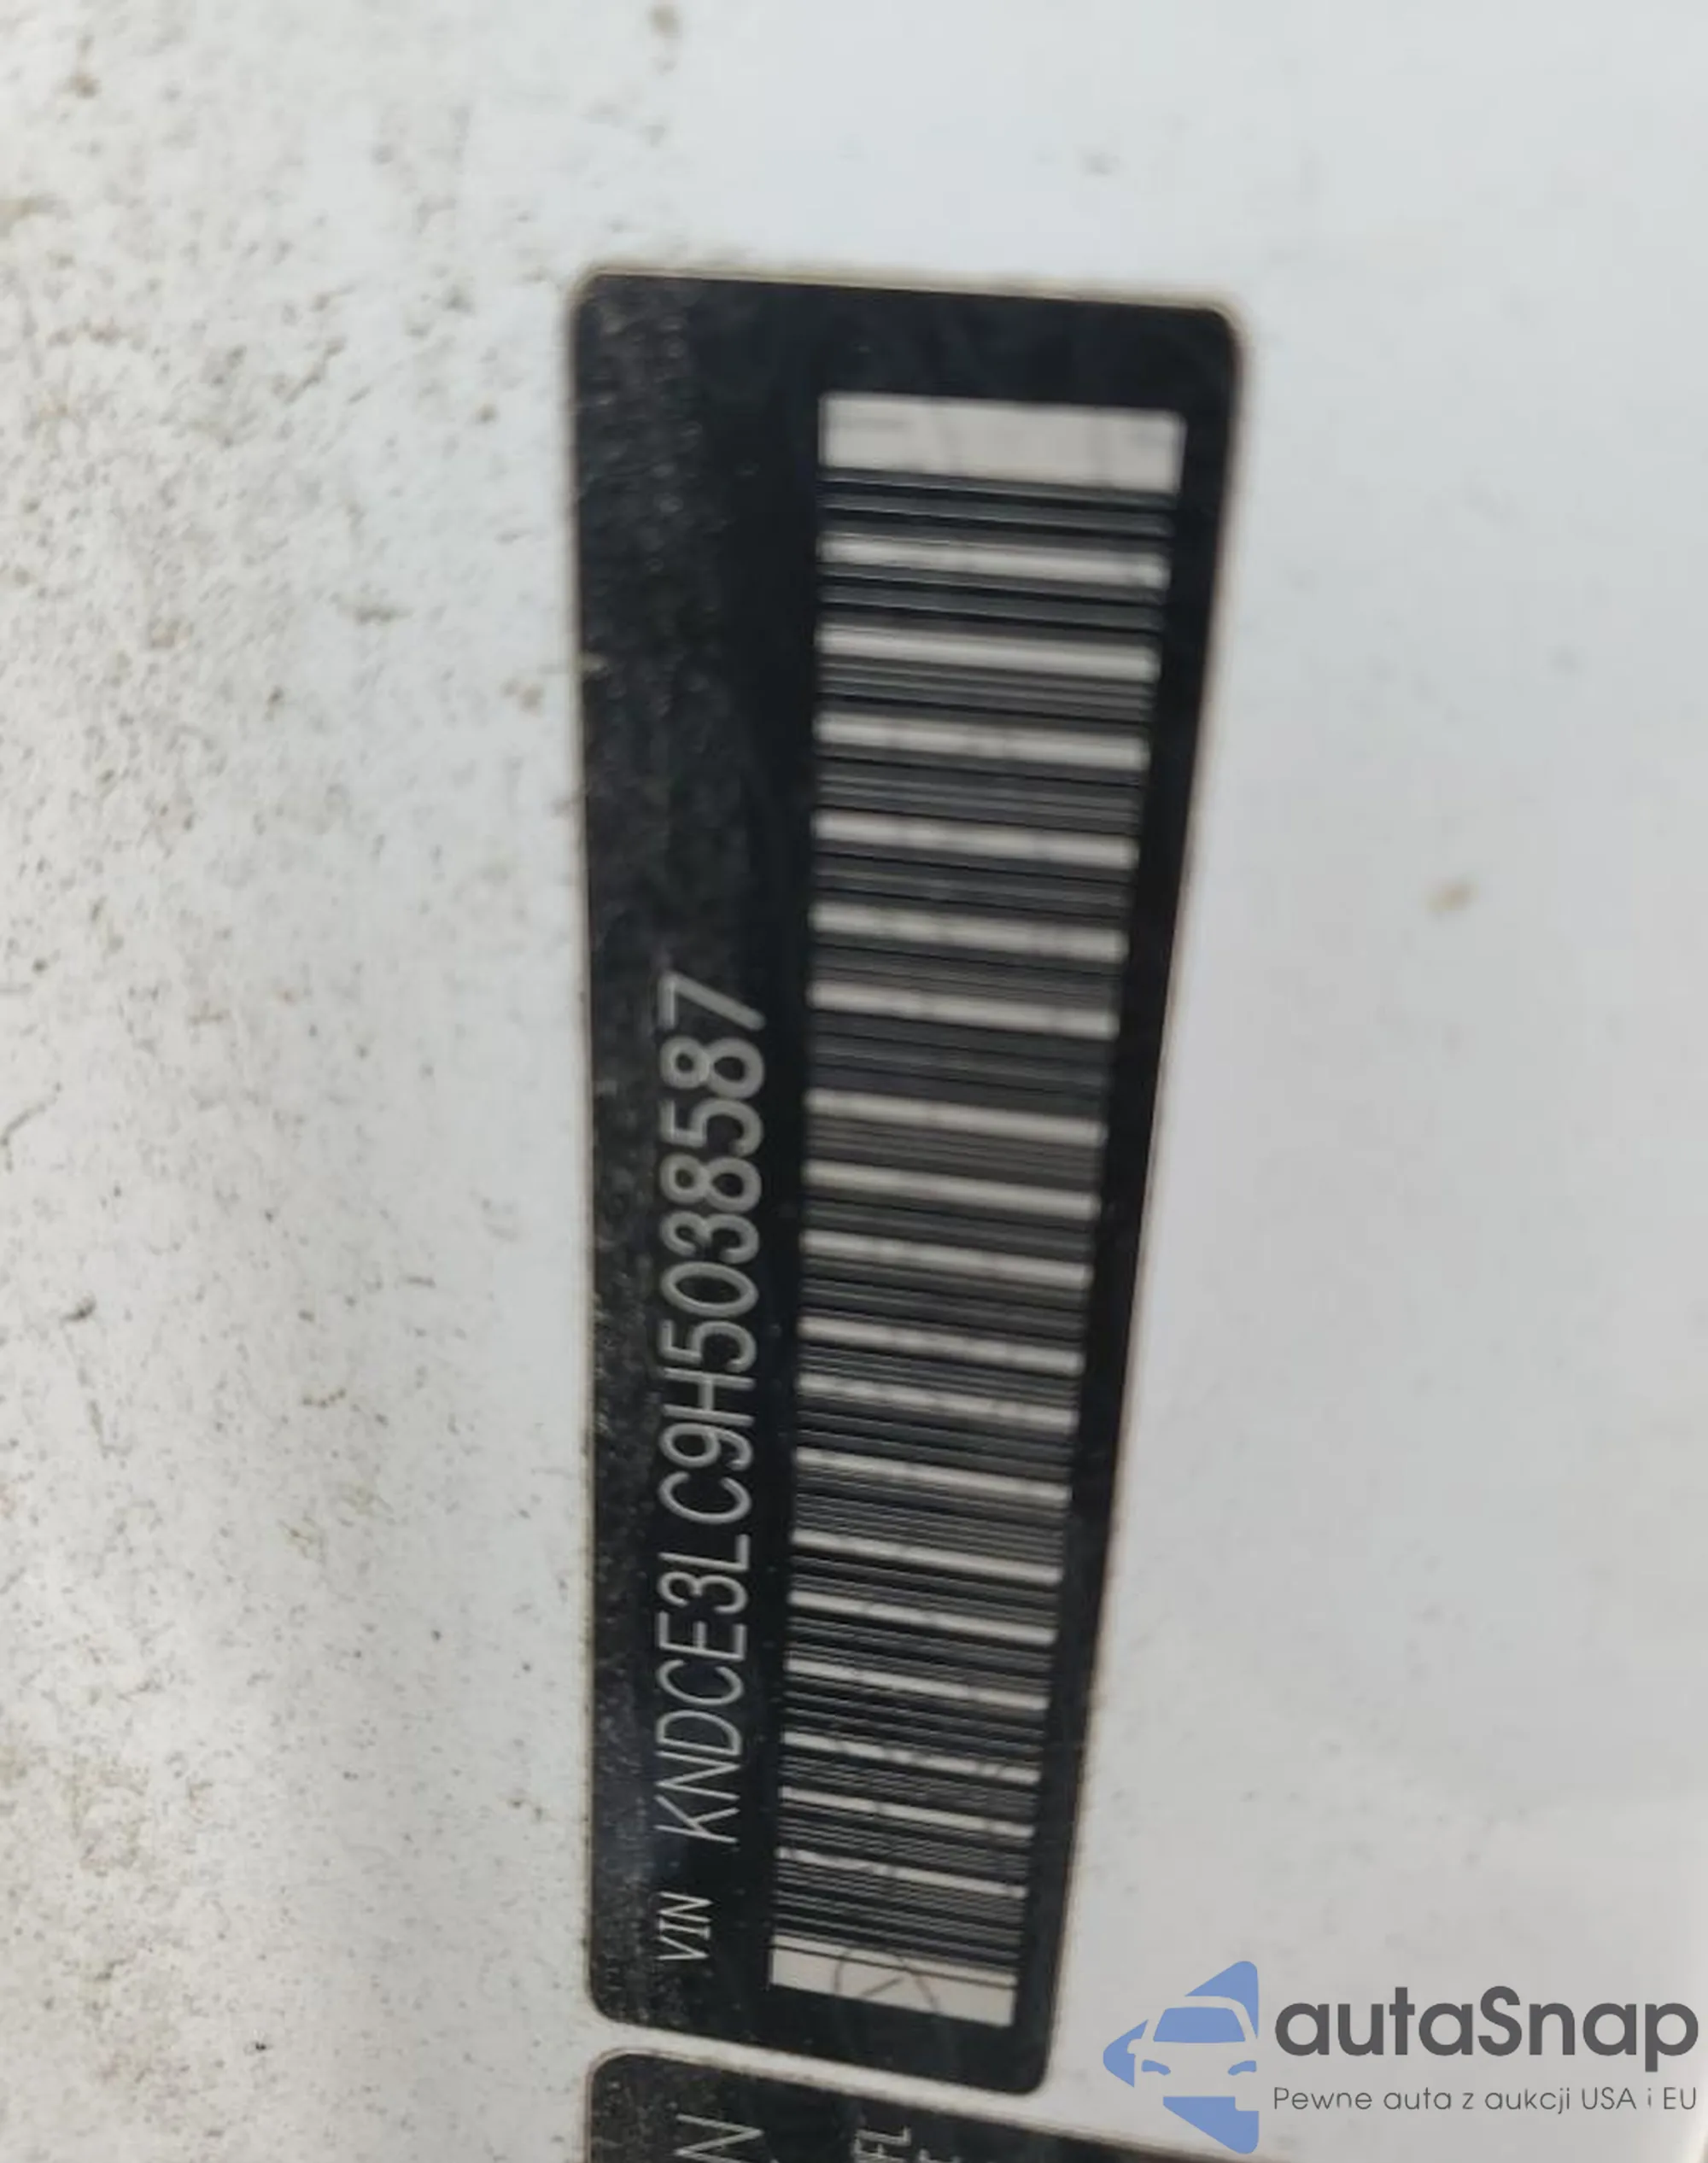 VIN KNDCE3LC9H5038587
autaSnap
Pewne auta z aukcji USA i EU